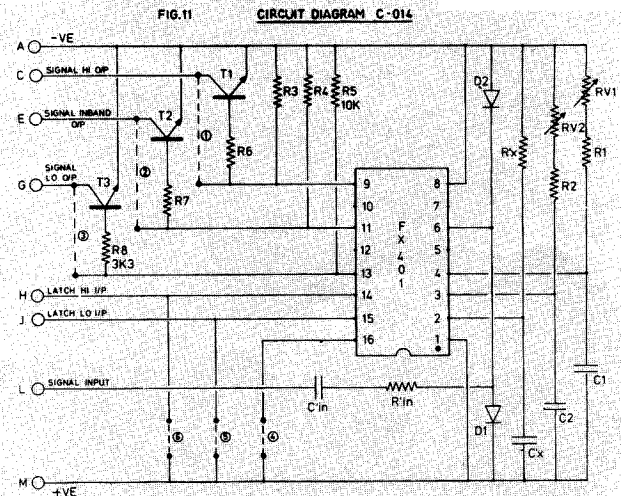 FIG.11 CIRCUIT DIAGRAM C-014
A -VE
C SIGNAL HI O/P T1 R3 R4 R5 10K
E SIGNAL INBAND O/P T2 ① R6
G SIGNAL LO O/P T3 ② R7
③ R8 3K3
D2 RV1 RV2 R'x R1 R2
9 8
10 7
11 6
12 5
13 4
14 3
15 2
16 1
FX401
H LATCH HI I/P
J LATCH LO I/P
L SIGNAL INPUT C'in R'in D1 C'x C2 C1
⑥ ⑤ ④
M +VE